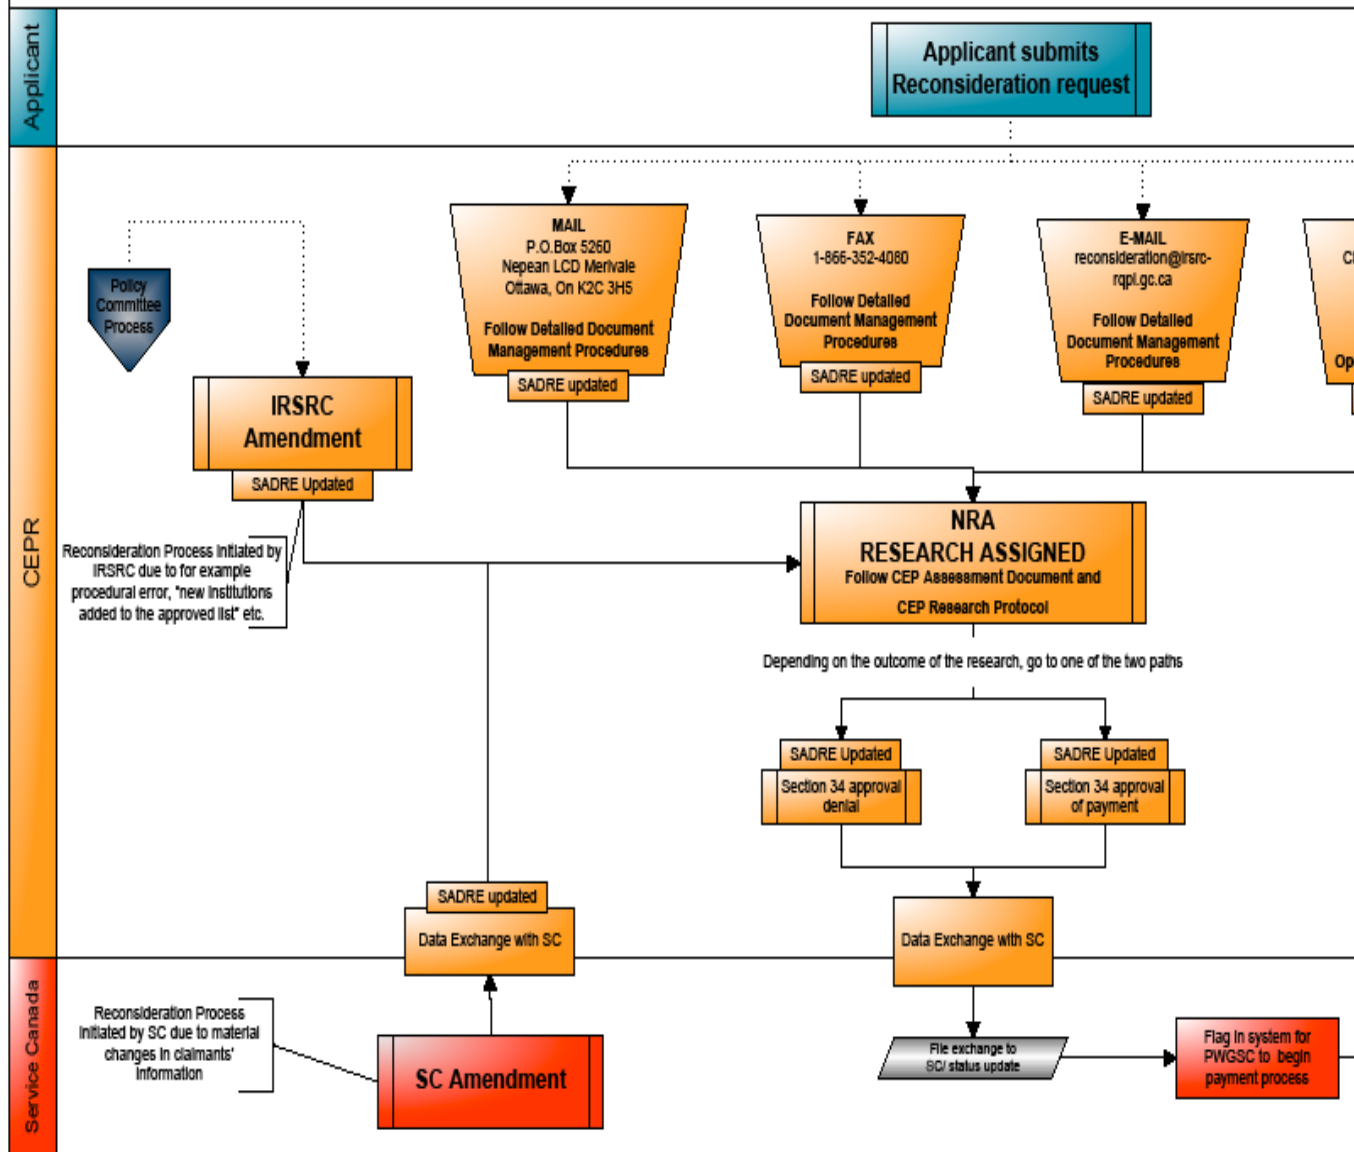 Applicant
Applicant submits
Reconsideration request
CEPR
Policy
Committee
Process
MAIL
P.O.Box 5260
Nepean LCD Merivale
Ottawa, On K2C 3H5
Follow Detailed Document
Management Procedures
SADRE updated
FAX
1-866-352-4080
Follow Detailed
Document Management
Procedures
SADRE updated
E-MAIL
reconsideration@irsrc-
rqpi.gc.ca
Follow Detailed
Document Management
Procedures
SADRE updated
IRSRC
Amendment
SADRE Updated
Reconsideration Process Initiated by
IRSRC due to for example
procedural error, "new Institutions
added to the approved list" etc.
NRA
RESEARCH ASSIGNED
Follow CEP Assessment Document and
CEP Research Protocol
Depending on the outcome of the research, go to one of the two paths
SADRE Updated
Section 34 approval
denial
SADRE Updated
Section 34 approval
of payment
SADRE updated
Data Exchange with SC
Data Exchange with SC
Service Canada
Reconsideration Process
Initiated by SC due to material
changes in claimants'
Information
SC Amendment
File exchange to
SC/ status update
Flag in system for
PWGSC to begin
payment process